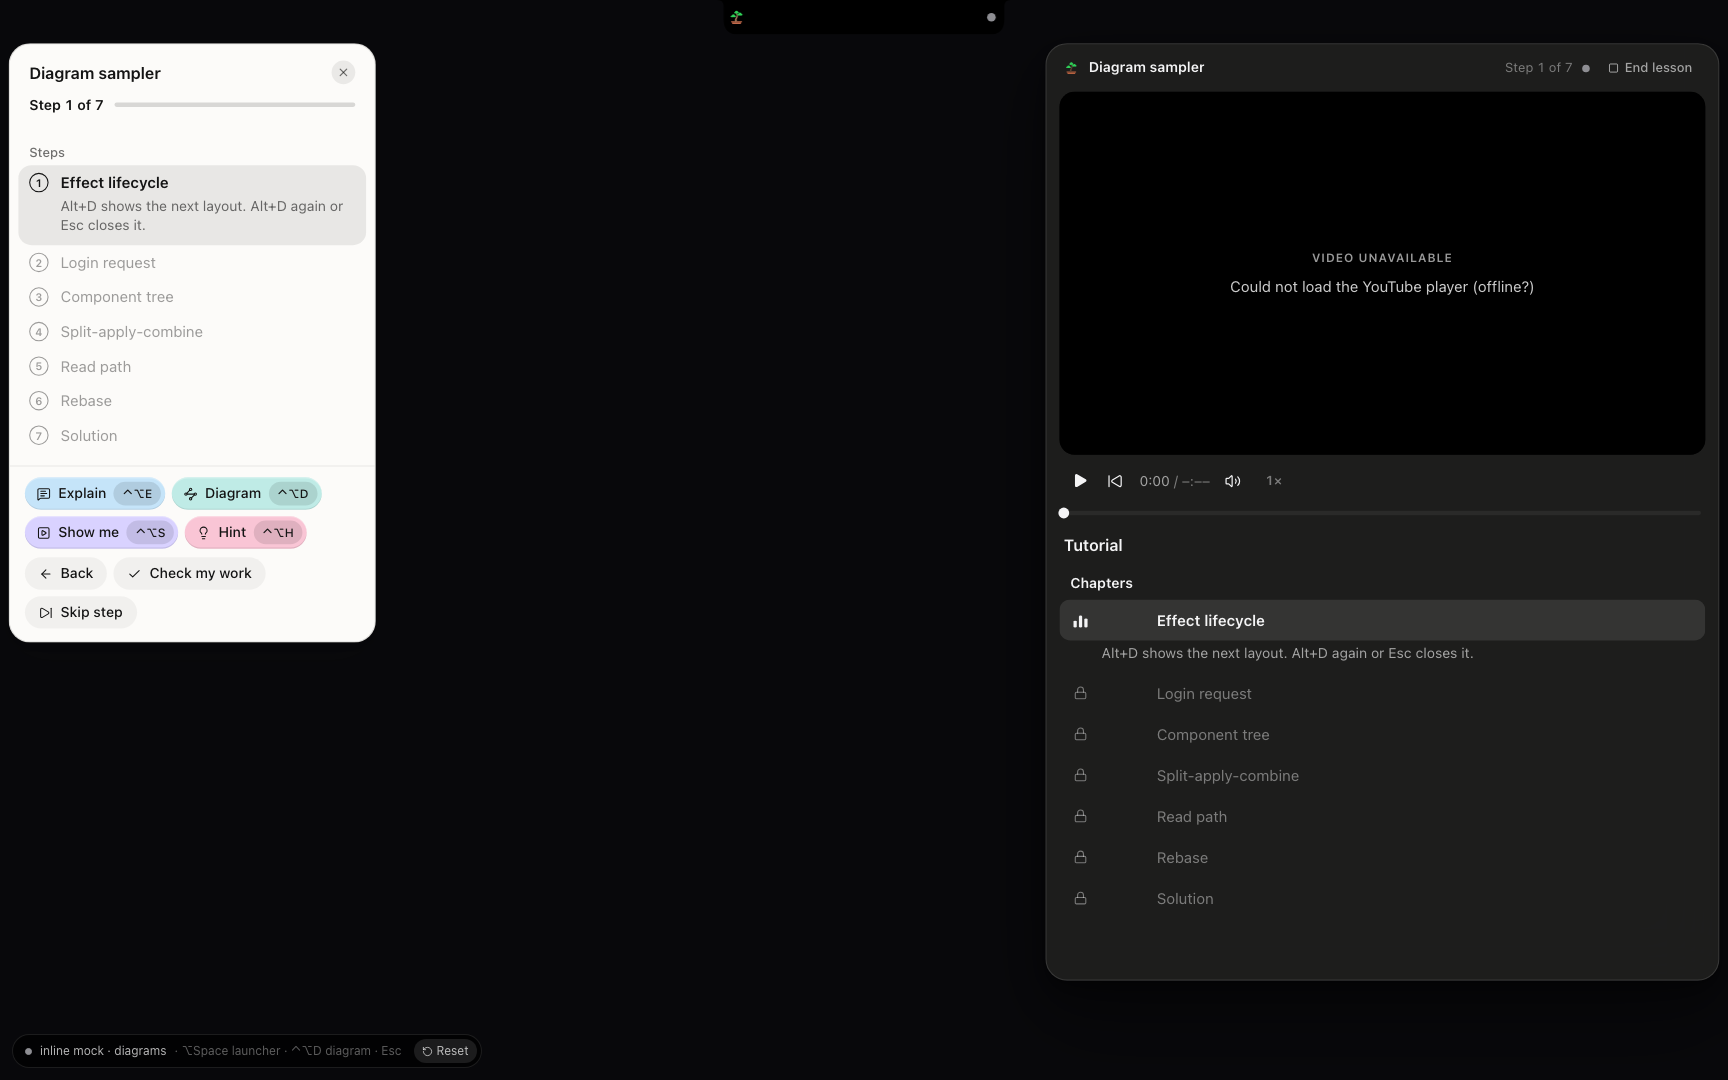 Diagram sampler
Step 1 of 7
Steps
1 Effect lifecycle
Alt+D shows the next layout. Alt+D again or
Esc closes it.
2 Login request
3 Component tree
4 Split-apply-combine
5 Read path
6 Rebase
7 Solution
Explain ^⌥E Diagram ^⌥D
Show me ^⌥S Hint ^⌥H
Back Check my work
Skip step
Diagram sampler Step 1 of 7 End lesson
VIDEO UNAVAILABLE
Could not load the YouTube player (offline?)
0:00 / –:–– 1×
Tutorial
Chapters
Effect lifecycle
Alt+D shows the next layout. Alt+D again or Esc closes it.
Login request
Component tree
Split-apply-combine
Read path
Rebase
Solution
inline mock · diagrams · ⌥Space launcher · ^⌥D diagram · Esc Reset